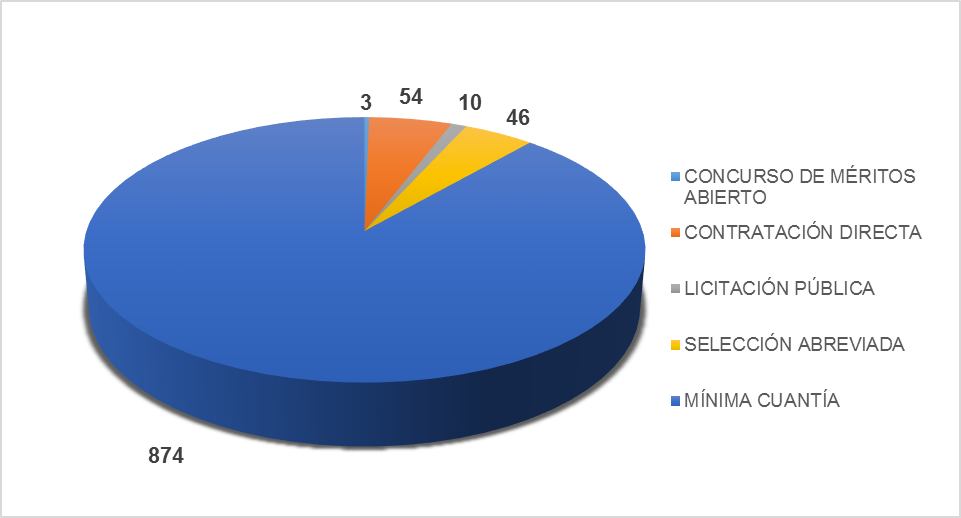 3
54
10
46
874
CONCURSO DE MÉRITOS
ABIERTO
CONTRATACIÓN DIRECTA
LICITACIÓN PÚBLICA
SELECCIÓN ABREVIADA
MÍNIMA CUANTÍA